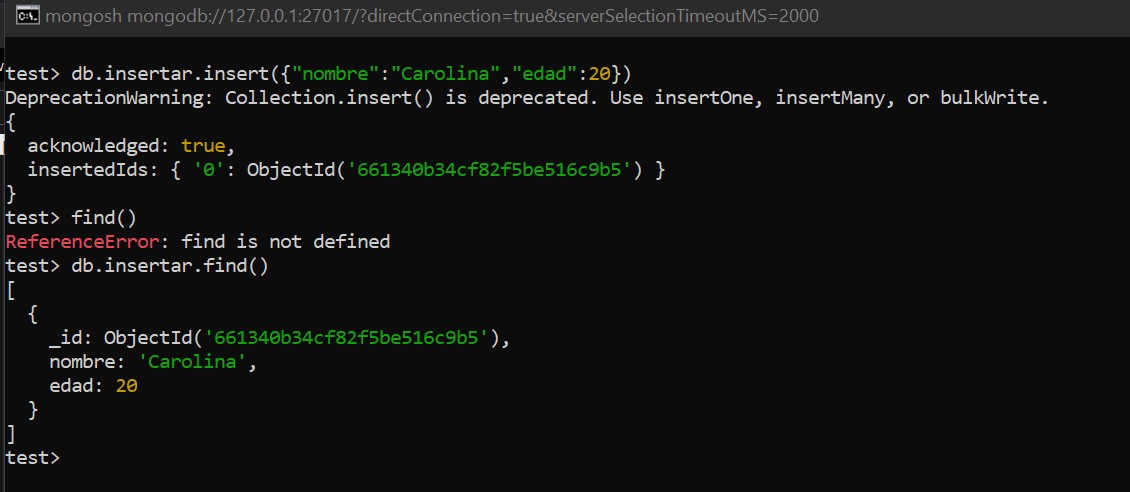 mongosh mongodb://127.0.0.1:27017/?directConnection=true&serverSelectionTimeoutMS=2000
test> db.insertar.insert({"nombre":"Carolina","edad":20})
DeprecationWarning: Collection.insert() is deprecated. Use insertOne, insertMany, or bulkWrite.
{
  acknowledged: true,
  insertedIds: { '0': ObjectId('661340b34cf82f5be516c9b5') }
}
test> find()
ReferenceError: find is not defined
test> db.insertar.find()
[
  {
    _id: ObjectId('661340b34cf82f5be516c9b5'),
    nombre: 'Carolina',
    edad: 20
  }
]
test>